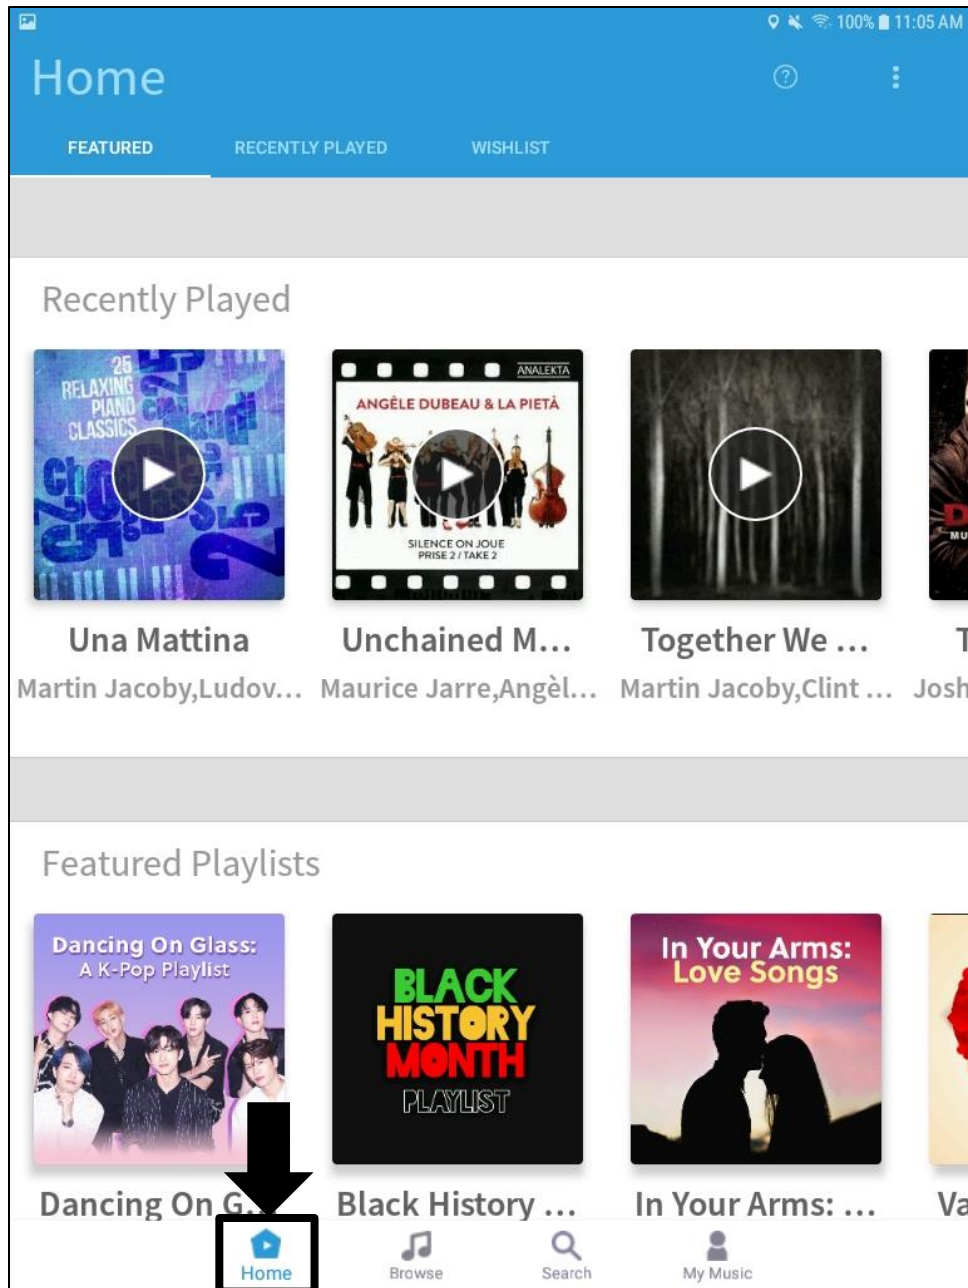 100% 11:05 AM
Home
?
FEATURED RECENTLY PLAYED WISHLIST
Recently Played
25
RELAXING
PIANO
CLASSICS
ANALEKTA
ANGÈLE DUBEAU & LA PIETÀ
SILENCE ON JOUE
PRISE 2 / TAKE 2
Una Mattina Unchained M... Together We ...
Martin Jacoby,Ludov... Maurice Jarre,Angèl... Martin Jacoby,Clint ... Josh
Featured Playlists
Dancing On Glass:
A K-Pop Playlist
BLACK
HISTORY
MONTH
PLAYLIST
In Your Arms:
Love Songs
Dancing On G... Black History ... In Your Arms: ... Va
Home Browse Search My Music